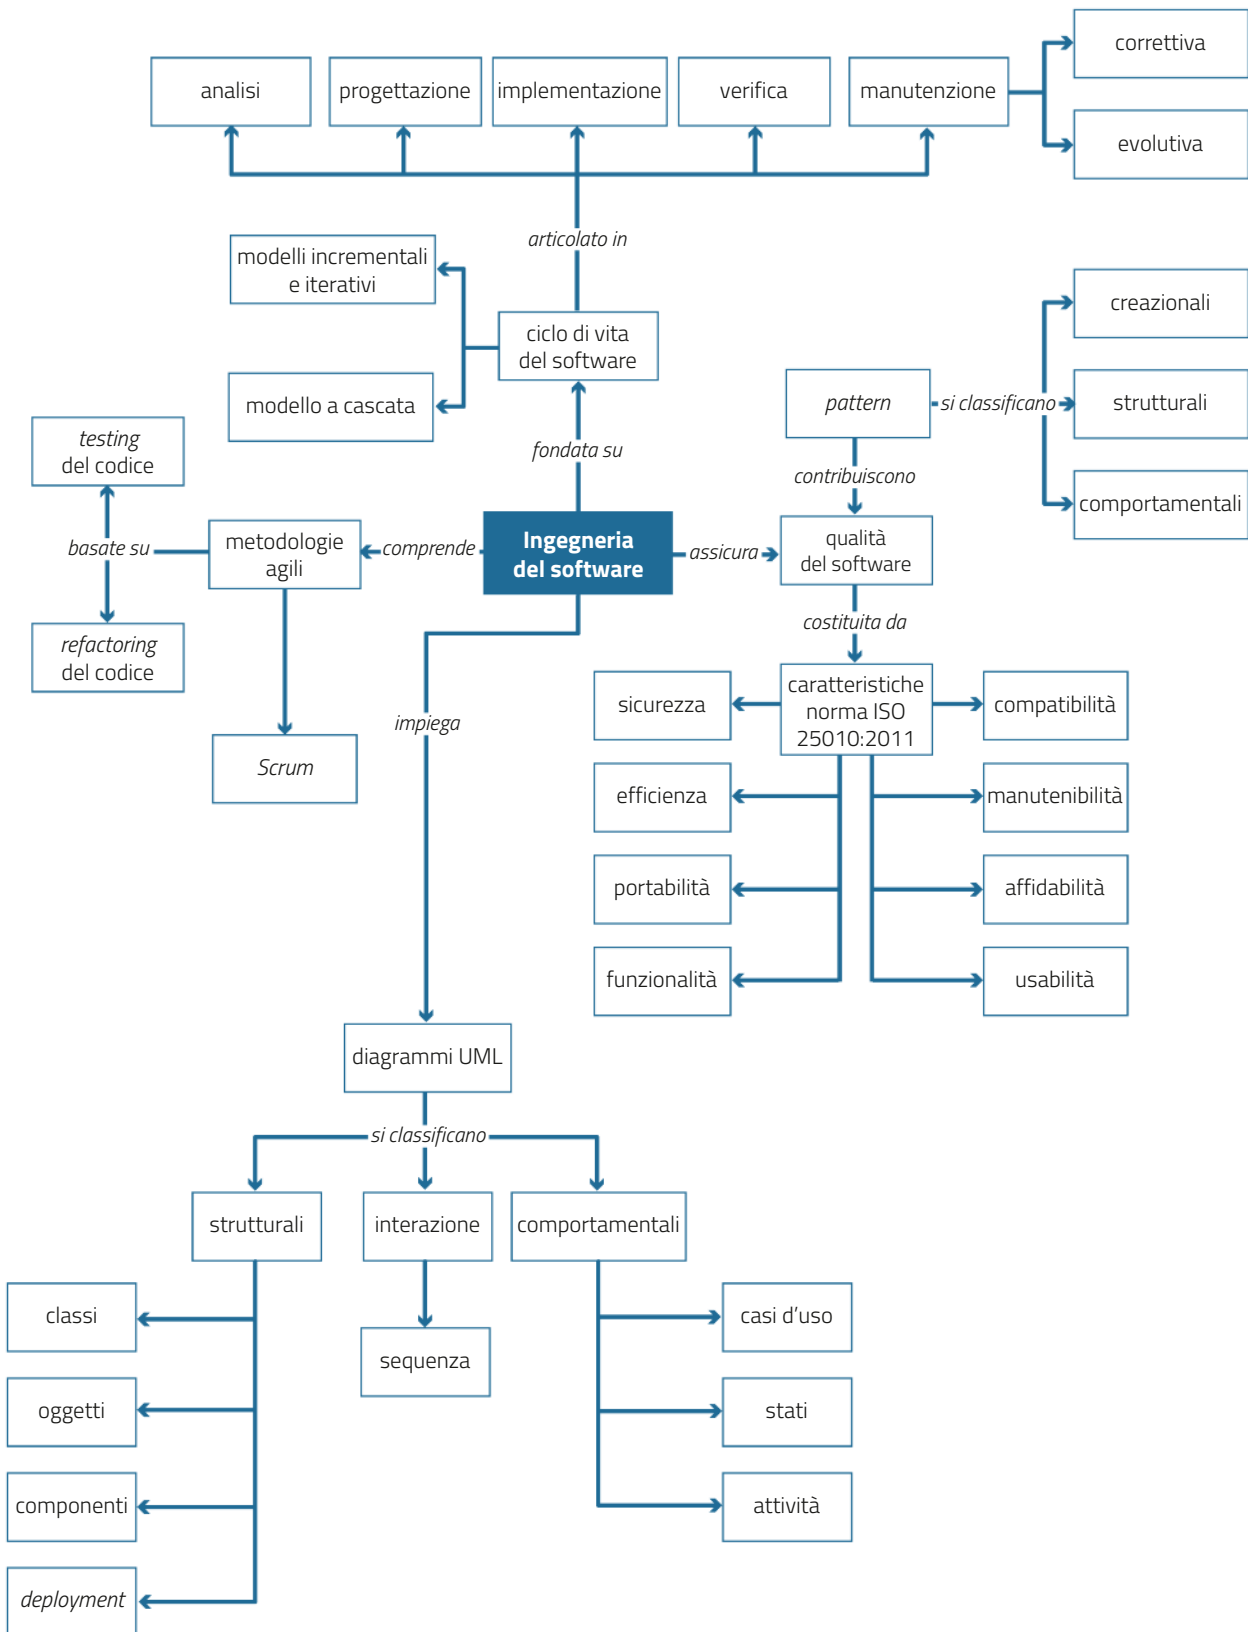 correttiva
analisi
progettazione
implementazione
verifica
manutenzione
evolutiva
articolato in
modelli incrementali
e iterativi
creazionali
ciclo di vita
del software
modello a cascata
pattern
si classificano
strutturali
testing
del codice
fondata su
contribuiscono
comportamentali
basate su
metodologie
agili
comprende
Ingegneria
del software
assicura
qualità
del software
refactoring
del codice
costituita da
impiega
Scrum
sicurezza
caratteristiche
norma ISO
25010:2011
compatibilità
efficienza
manutenibilità
portabilità
affidabilità
funzionalità
usabilità
diagrammi UML
si classificano
strutturali
interazione
comportamentali
classi
casi d'uso
sequenza
oggetti
stati
componenti
attività
deployment